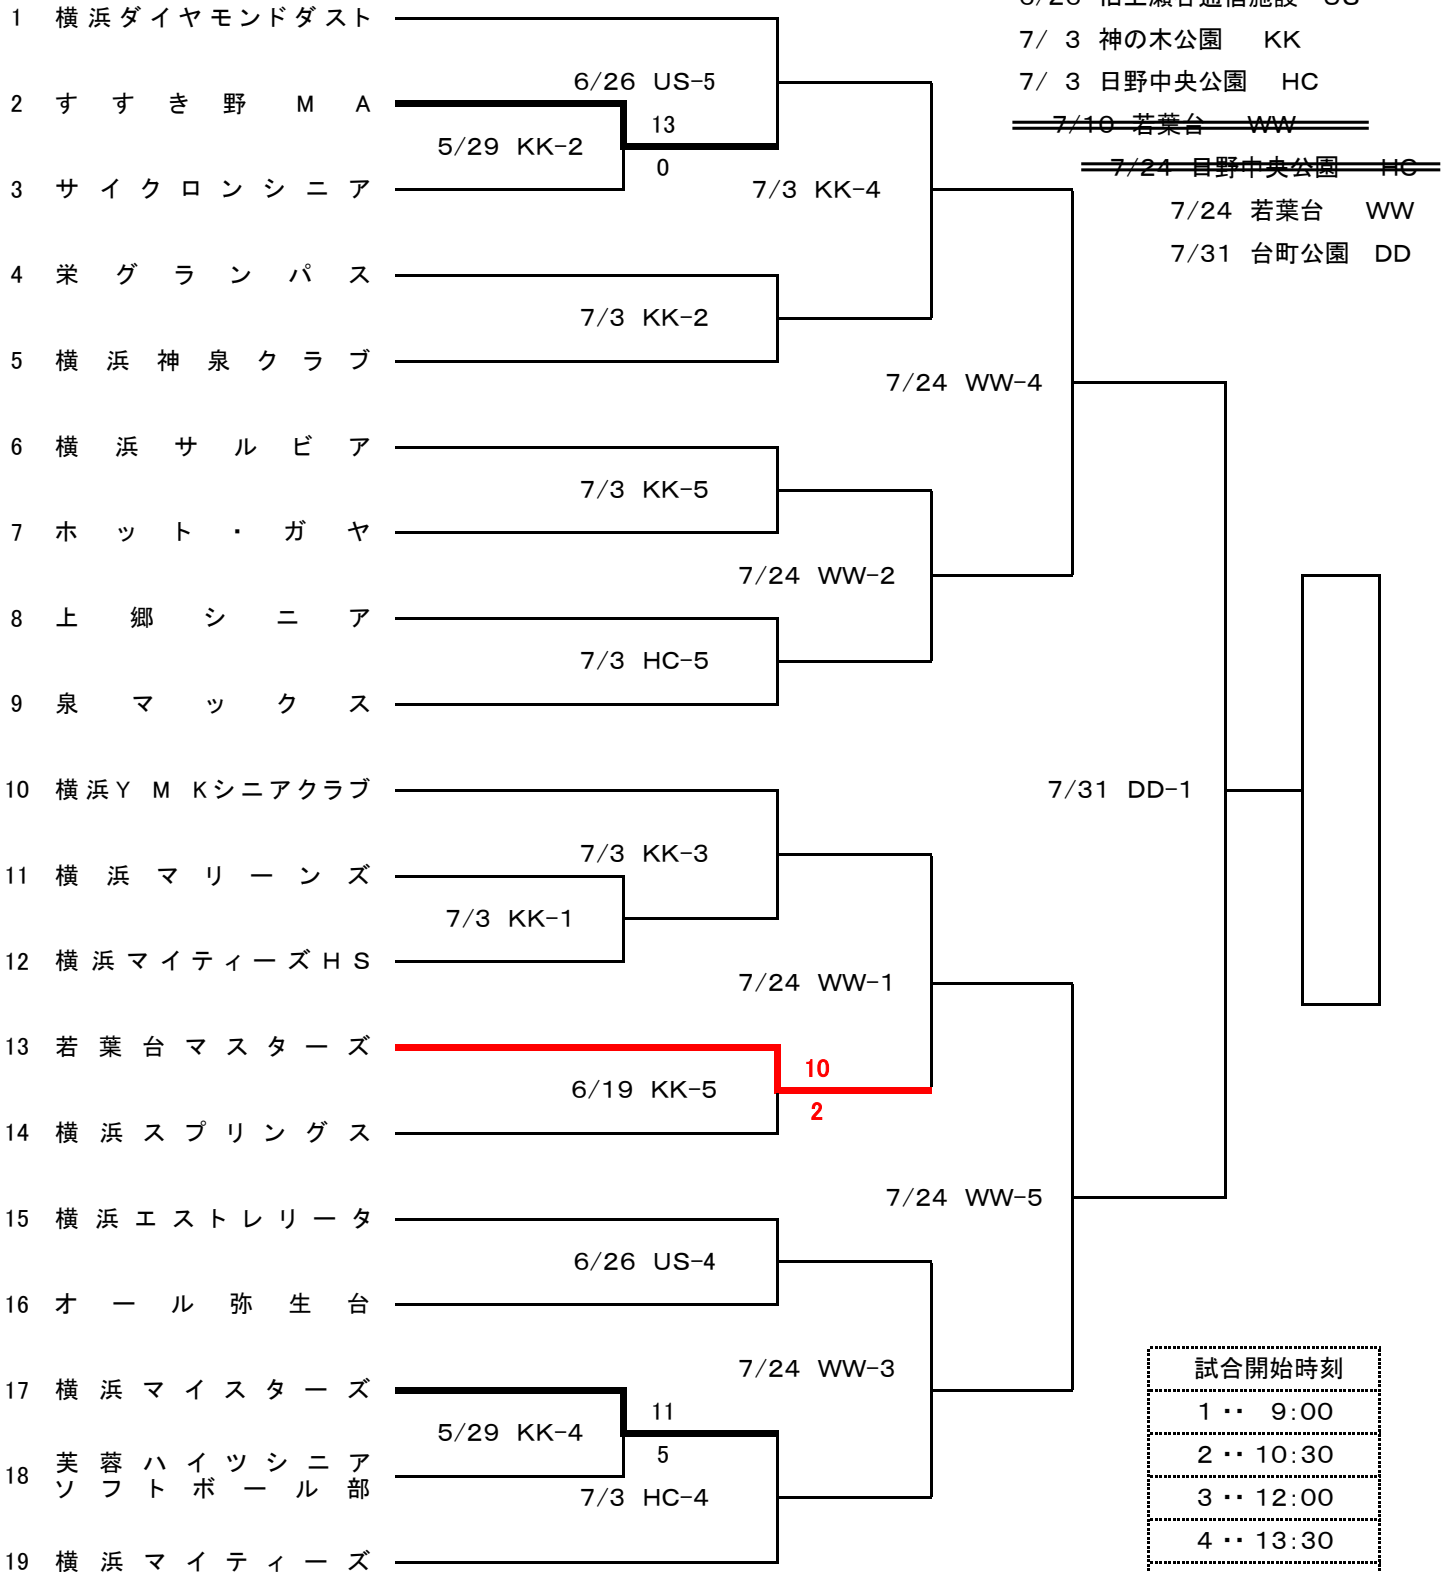 1 横浜ダイヤモンドダスト
7/ 3 神の木公園 KK
6/26 US-5
7/ 3 日野中央公園 HC
2 すすき野MA
13
7/10 若葉台 WW
5/29 KK-2
0
7/24 日野中央公園 HC
3 サイクロンシニア
7/3 KK-4
7/24 若葉台 WW
7/31 台町公園 DD
4 栄グランパス
7/3 KK-2
5 横浜神泉クラブ
7/24 WW-4
6 横浜サルビア
7/3 KK-5
7 ホット・ガヤ
7/24 WW-2
8 上郷シニア
7/3 HC-5
9 泉マックス
10 横浜YMKシニアクラブ
7/31 DD-1
7/3 KK-3
11 横浜マリーンズ
7/3 KK-1
12 横浜マイティーズHS
7/24 WW-1
13 若葉台マスターズ
10
6/19 KK-5
2
14 横浜スプリングス
7/24 WW-5
15 横浜エストレリータ
6/26 US-4
16 オール弥生台
7/24 WW-3
試合開始時刻
17 横浜マイスターズ
11
1 ‥ 9:00
5/29 KK-4
5
2 ‥ 10:30
18 芙蓉ハイツシニア
ソフトボール部
7/3 HC-4
3 ‥ 12:00
4 ‥ 13:30
19 横浜マイティーズ